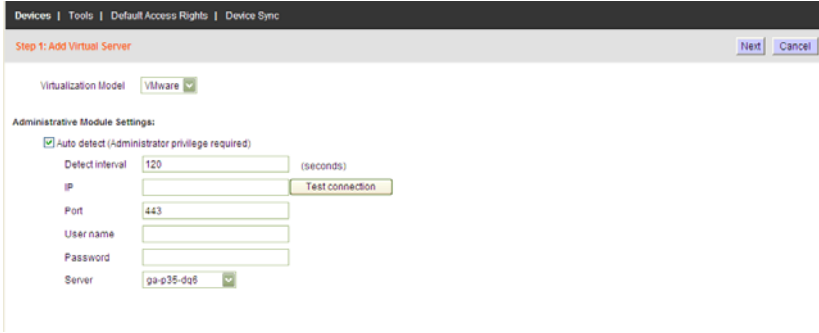 Devices | Tools | Default Access Rights | Device Sync
Step 1: Add Virtual Server Next Cancel
Virtualization Model VMware
Administrative Module Settings:
Auto detect (Administrator privilege required)
Detect interval 120 (seconds)
IP Test connection
Port 443
User name
Password
Server ga-p35-dq6